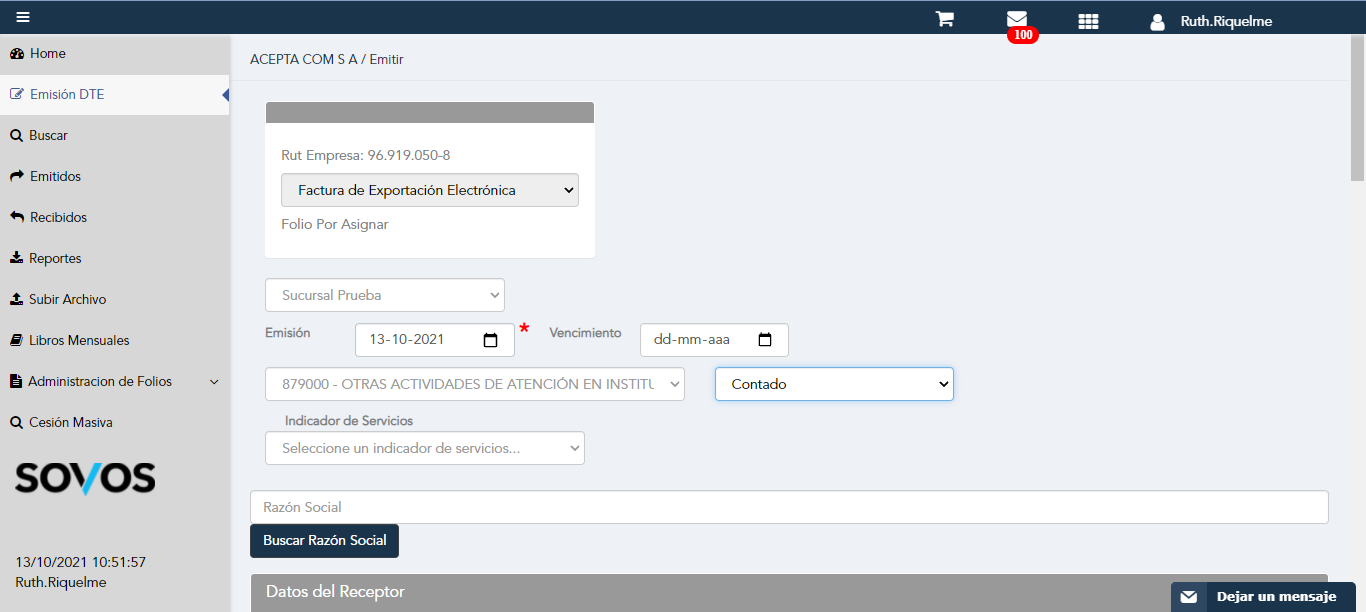 100
Ruth.Riquelme
Home
Emisión DTE
Buscar
Emitidos
Recibidos
Reportes
Subir Archivo
Libros Mensuales
Administracion de Folios
Cesión Masiva
SOVOS
13/10/2021 10:51:57
Ruth.Riquelme
ACEPTA COM S A / Emitir
Rut Empresa: 96.919.050-8
Factura de Exportación Electrónica
Folio Por Asignar
Sucursal Prueba
Emisión 13-10-2021 * Vencimiento dd-mm-aaa
879000 - OTRAS ACTIVIDADES DE ATENCIÓN EN INSTITU Contado
Indicador de Servicios
Seleccione un indicador de servicios...
Razón Social
Buscar Razón Social
Datos del Receptor
Dejar un mensaje